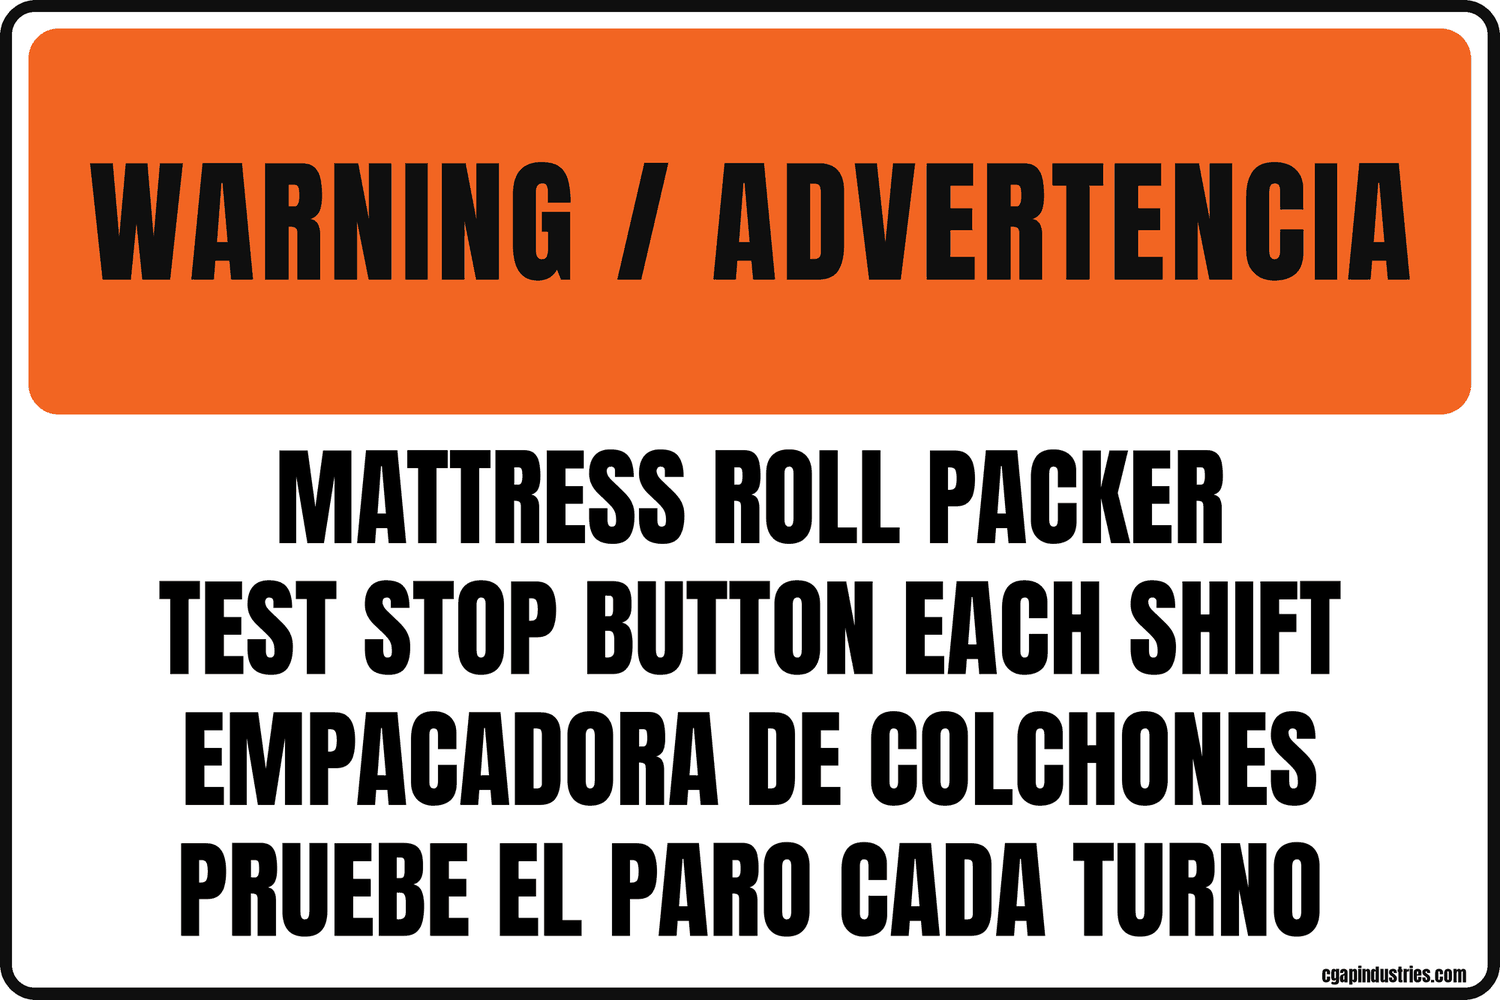 WARNING / ADVERTENCIA
MATTRESS ROLL PACKER
TEST STOP BUTTON EACH SHIFT
EMPACADORA DE COLCHONES
PRUEBE EL PARO CADA TURNO
cgapindustries.com